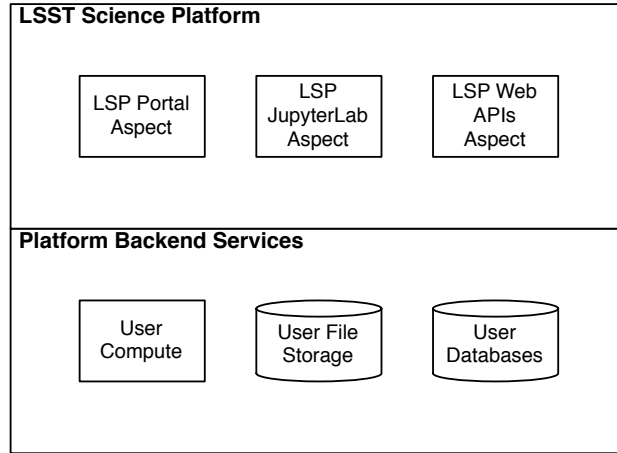 LSST Science Platform
LSP Portal
Aspect
LSP
JupyterLab
Aspect
LSP Web
APIs
Aspect
Platform Backend Services
User
Compute
User File
Storage
User
Databases